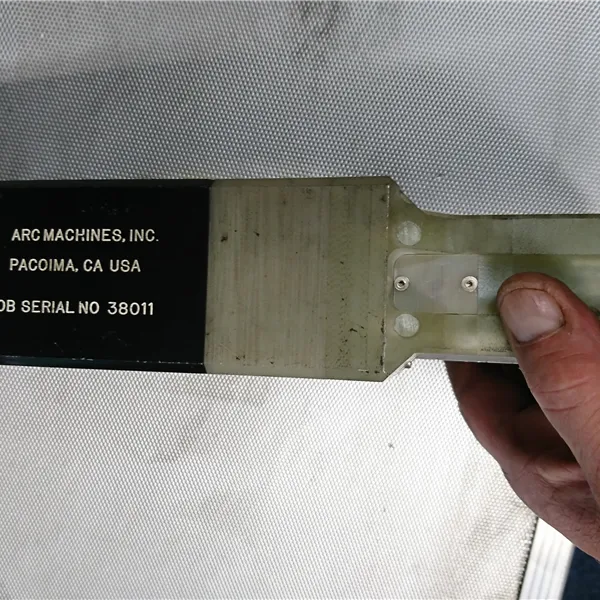 ARC MACHINES, INC.
PACOIMA, CA USA
OB SERIAL NO 38011